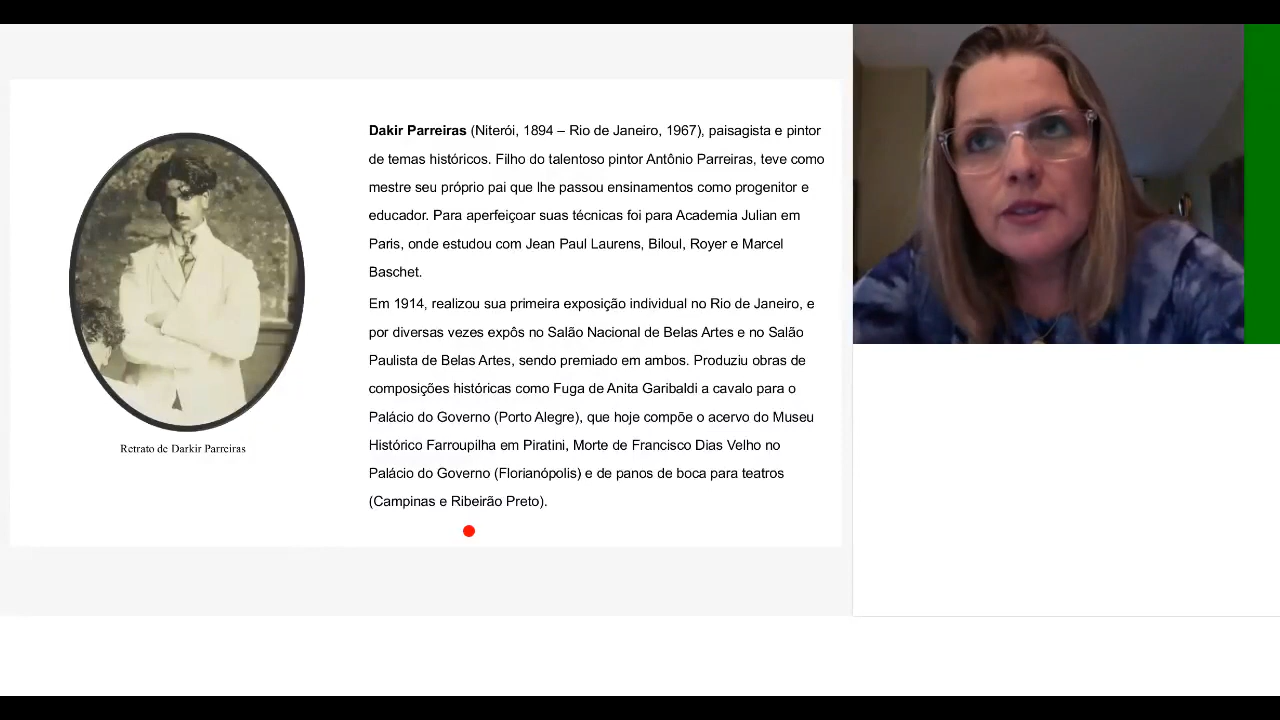 Dakir Parreiras (Niterói, 1894 – Rio de Janeiro, 1967), paisagista e pintor
de temas históricos. Filho do talentoso pintor Antônio Parreiras, teve como
mestre seu próprio pai que lhe passou ensinamentos como progenitor e
educador. Para aperfeiçoar suas técnicas foi para Academia Julian em
Paris, onde estudou com Jean Paul Laurens, Biloul, Royer e Marcel
Baschet.
Em 1914, realizou sua primeira exposição individual no Rio de Janeiro, e
por diversas vezes expôs no Salão Nacional de Belas Artes e no Salão
Paulista de Belas Artes, sendo premiado em ambos. Produziu obras de
composições históricas como Fuga de Anita Garibaldi a cavalo para o
Palácio do Governo (Porto Alegre), que hoje compõe o acervo do Museu
Histórico Farroupilha em Piratini, Morte de Francisco Dias Velho no
Palácio do Governo (Florianópolis) e de panos de boca para teatros
(Campinas e Ribeirão Preto).
Retrato de Darkir Parreiras